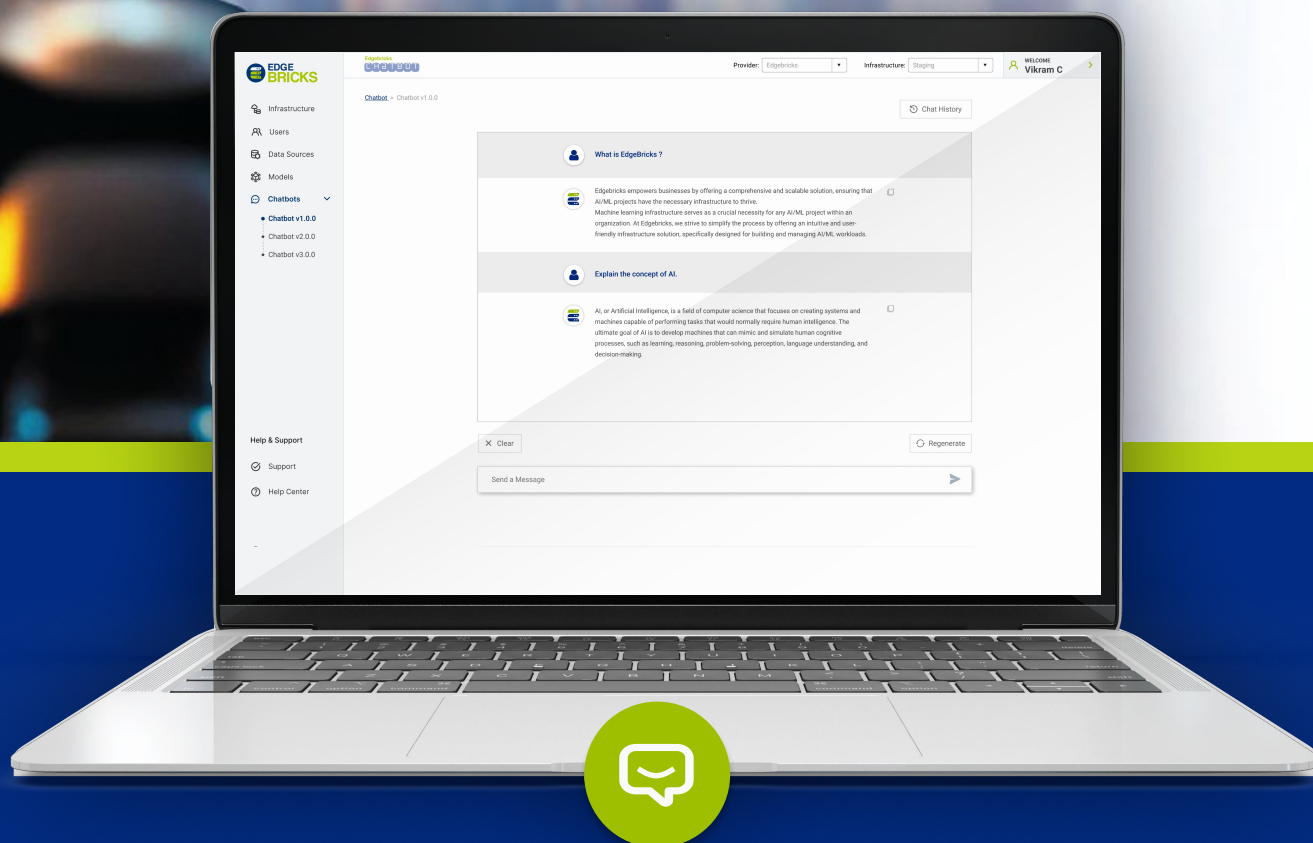 EDGE
BRICKS
Edgebricks
chatbot
Provider:
Edgebricks
Infrastructure:
Staging
WELCOME
Vikram C
Infrastructure
Users
Data Sources
Models
Chatbots
Chatbot v1.0.0
Chatbot v2.0.0
Chatbot v3.0.0
Help & Support
Support
Help Center
Chatbot > Chatbot v1.0.0
Chat History
What is EdgeBricks ?
Edgebricks empowers businesses by offering a comprehensive and scalable solution, ensuring that
AI/ML projects have the necessary infrastructure to thrive.
Machine learning infrastructure serves as a crucial necessity for any AI/ML project within an
organization. At Edgebricks, we strive to simplify the process by offering an intuitive and user-
friendly infrastructure solution, specifically designed for building and managing AI/ML workloads.
Explain the concept of AI.
AI, or Artificial Intelligence, is a field of computer science that focuses on creating systems and
machines capable of performing tasks that would normally require human intelligence. The
ultimate goal of AI is to develop machines that can mimic and simulate human cognitive
processes, such as learning, reasoning, problem-solving, perception, language understanding, and
decision-making.
Clear
Regenerate
Send a Message